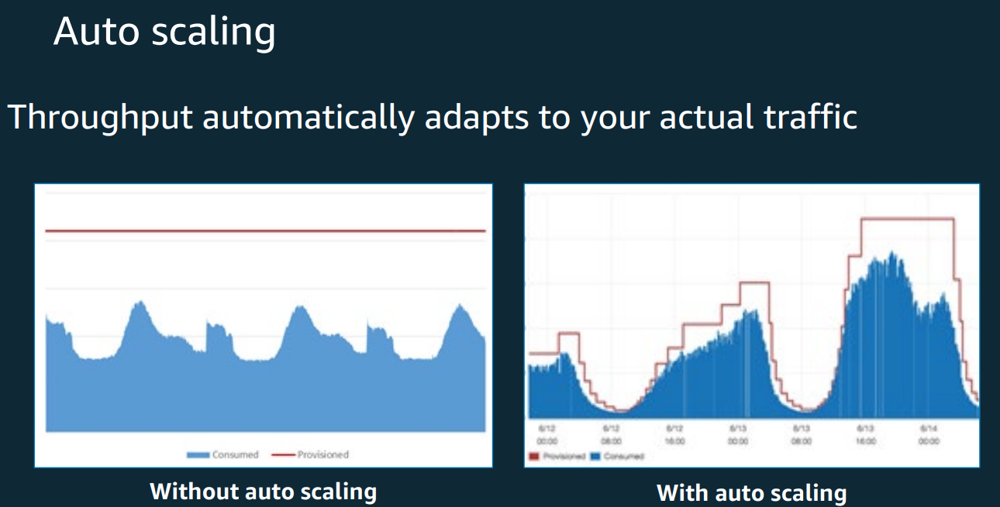 Auto scaling
Throughput automatically adapts to your actual traffic
Consumed Provisioned
6/12 6/12 6/12 6/13 6/13 6/13 6/14
00:00 08:00 16:00 00:00 08:00 16:00 00:00
Provisioned Consumed
Without auto scaling
With auto scaling